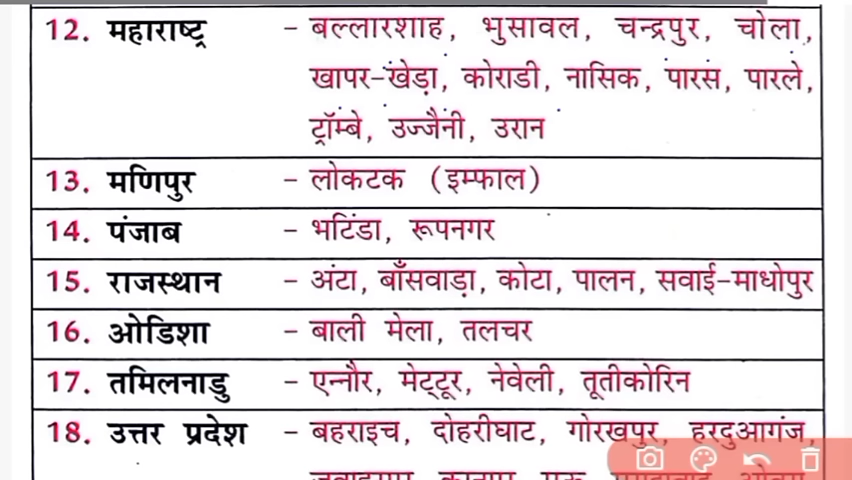 12. महाराष्ट्र – बल्लारशाह, भुसावल, चन्द्रपुर, चोला,
खापर-खेड़ा, कोराडी, नासिक, पारस, पारले,
ट्रॉम्बे, उज्जैनी, उरान
13. मणिपुर – लोकटक (इम्फाल)
14. पंजाब – भटिंडा, रूपनगर
15. राजस्थान – अंटा, बाँसवाड़ा, कोटा, पालन, सवाई-माधोपुर
16. ओडिशा – बाली मेला, तलचर
17. तमिलनाडु – एन्नौर, मेट्टूर, नेवेली, तूतीकोरिन
18. उत्तर प्रदेश – बहराइच, दोहरीघाट, गोरखपुर, हरदुआगंज,